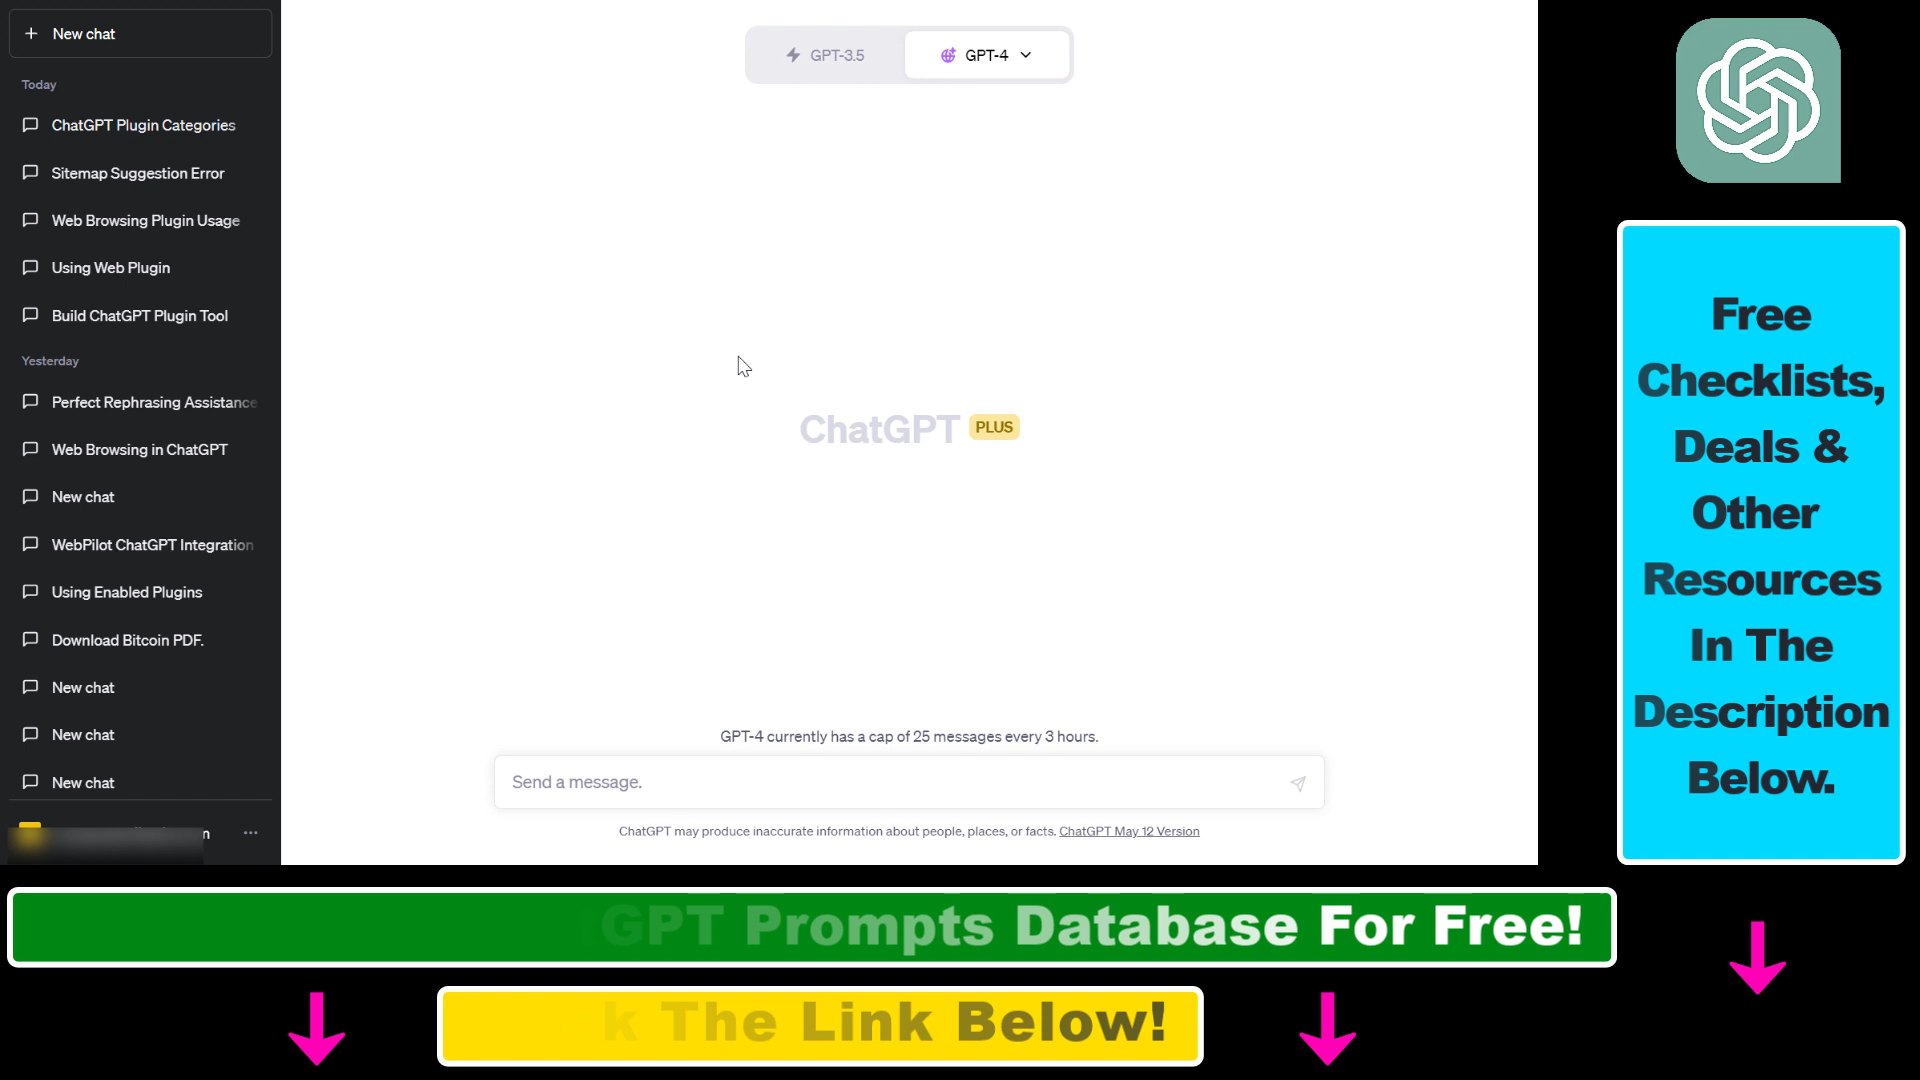 New chat
Today
ChatGPT Plugin Categories
Sitemap Suggestion Error
Web Browsing Plugin Usage
Using Web Plugin
Build ChatGPT Plugin Tool
Yesterday
Perfect Rephrasing Assistance
Web Browsing in ChatGPT
New chat
WebPilot ChatGPT Integration
Using Enabled Plugins
Download Bitcoin PDF.
New chat
New chat
New chat
GPT-3.5
GPT-4
ChatGPT PLUS
GPT-4 currently has a cap of 25 messages every 3 hours.
Send a message.
ChatGPT may produce inaccurate information about people, places, or facts. ChatGPT May 12 Version
Free
Checklists,
Deals &
Other
Resources
In The
Description
Below.
tGPT Prompts Database For Free!
k The Link Below!